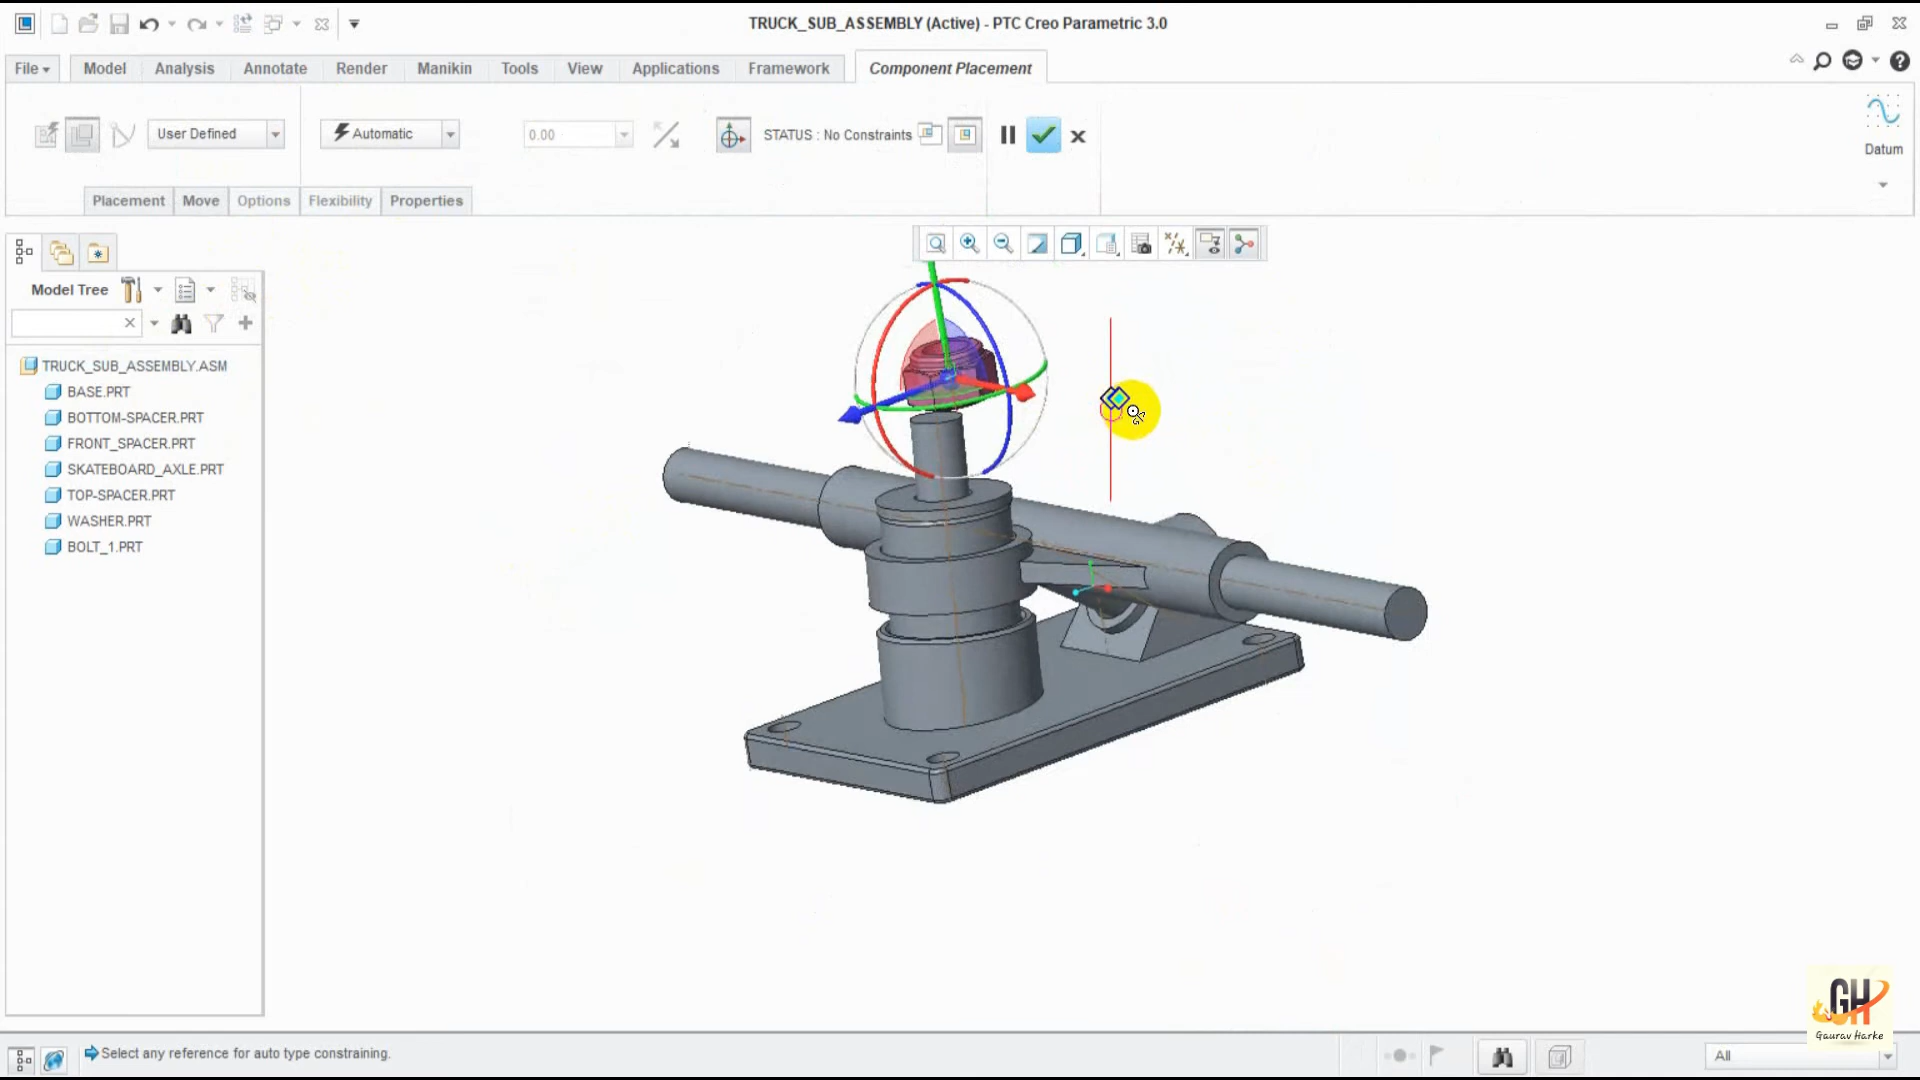 TRUCK_SUB_ASSEMBLY (Active) - PTC Creo Parametric 3.0
File
Model
Analysis
Annotate
Render
Manikin
Tools
View
Applications
Framework
Component Placement
User Defined
Automatic
0.00
STATUS : No Constraints
Datum
Placement
Move
Options
Flexibility
Properties
Model Tree
TRUCK_SUB_ASSEMBLY.ASM
BASE.PRT
BOTTOM-SPACER.PRT
FRONT_SPACER.PRT
SKATEBOARD_AXLE.PRT
TOP-SPACER.PRT
WASHER.PRT
BOLT_1.PRT
GH
Gaurav Harke
Select any reference for auto type constraining.
All